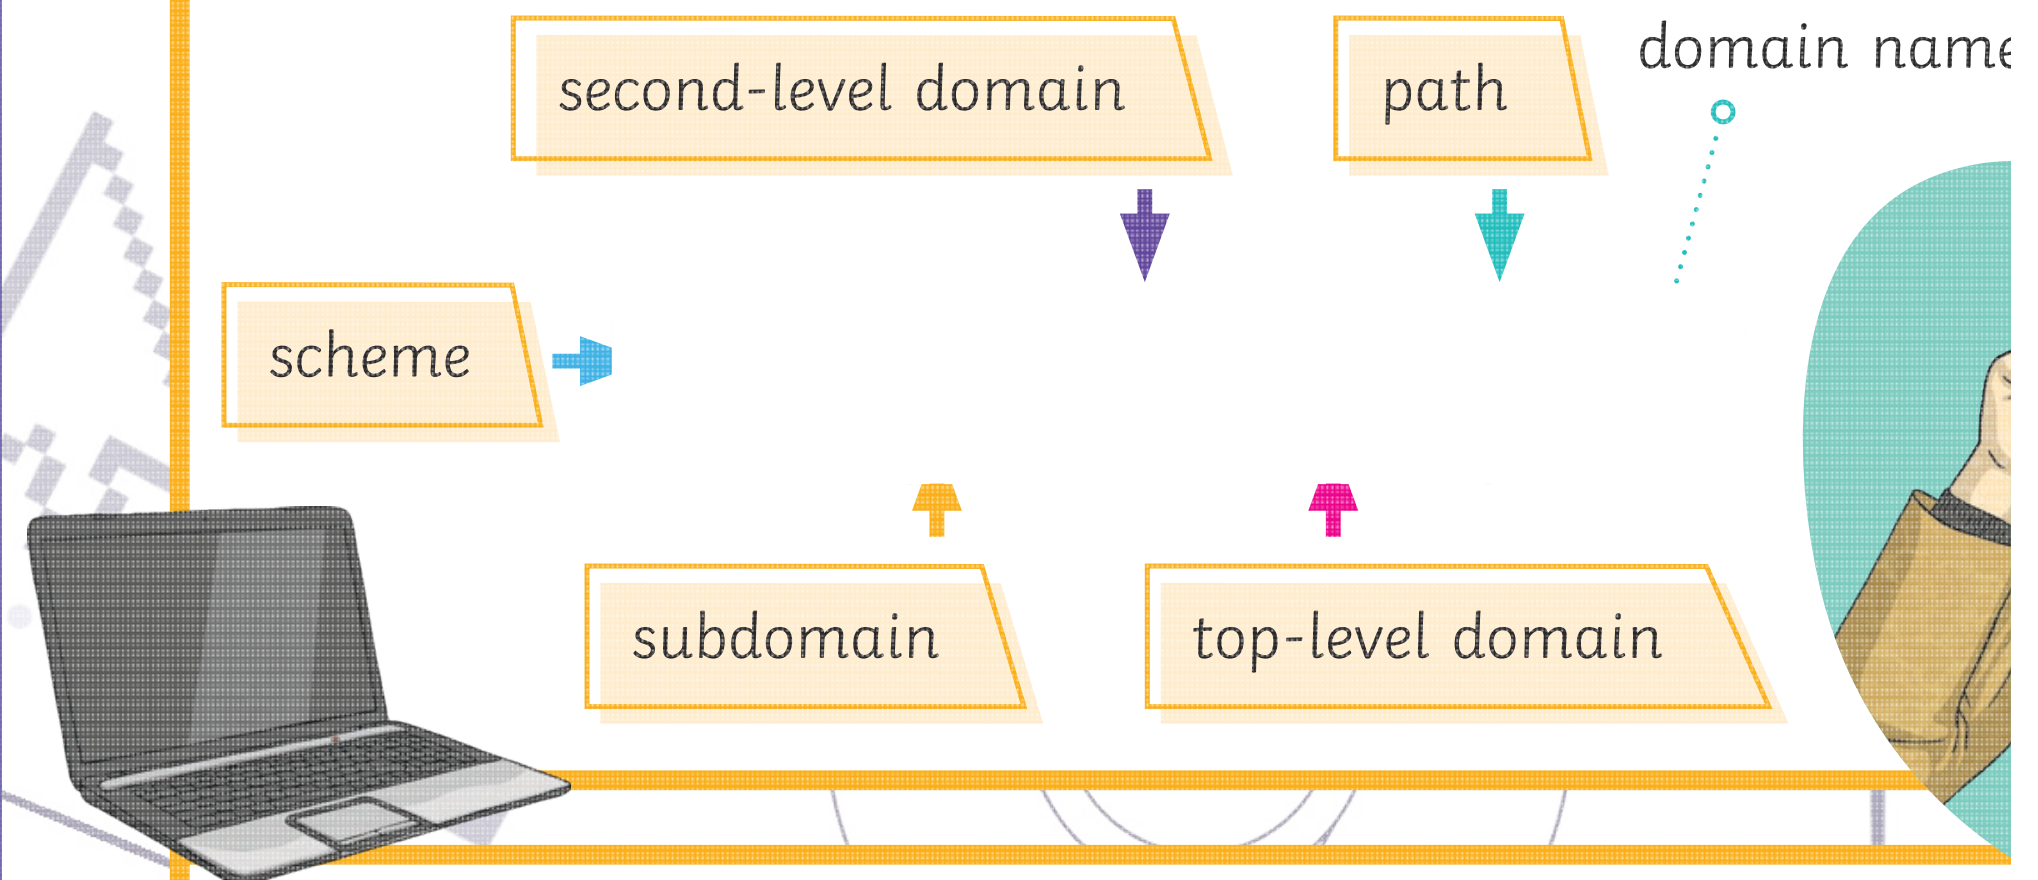 second-level domain
path
domain name
scheme
subdomain
top-level domain